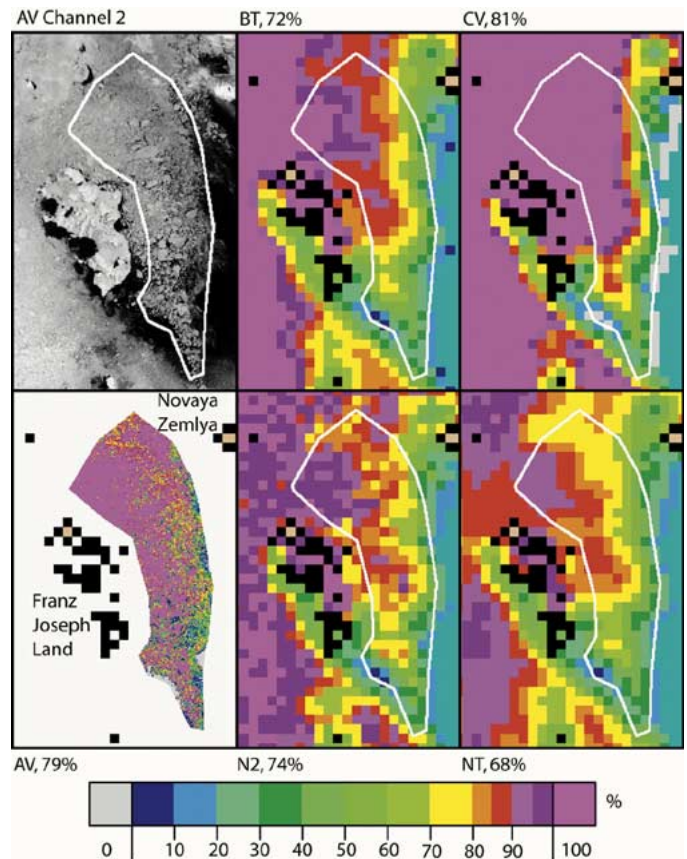 AV Channel 2
BT, 72%
CV, 81%
Novaya
Zemlya
Franz
Joseph
Land
AV, 79%
N2, 74%
NT, 68%
%
0 10 20 30 40 50 60 70 80 90 100